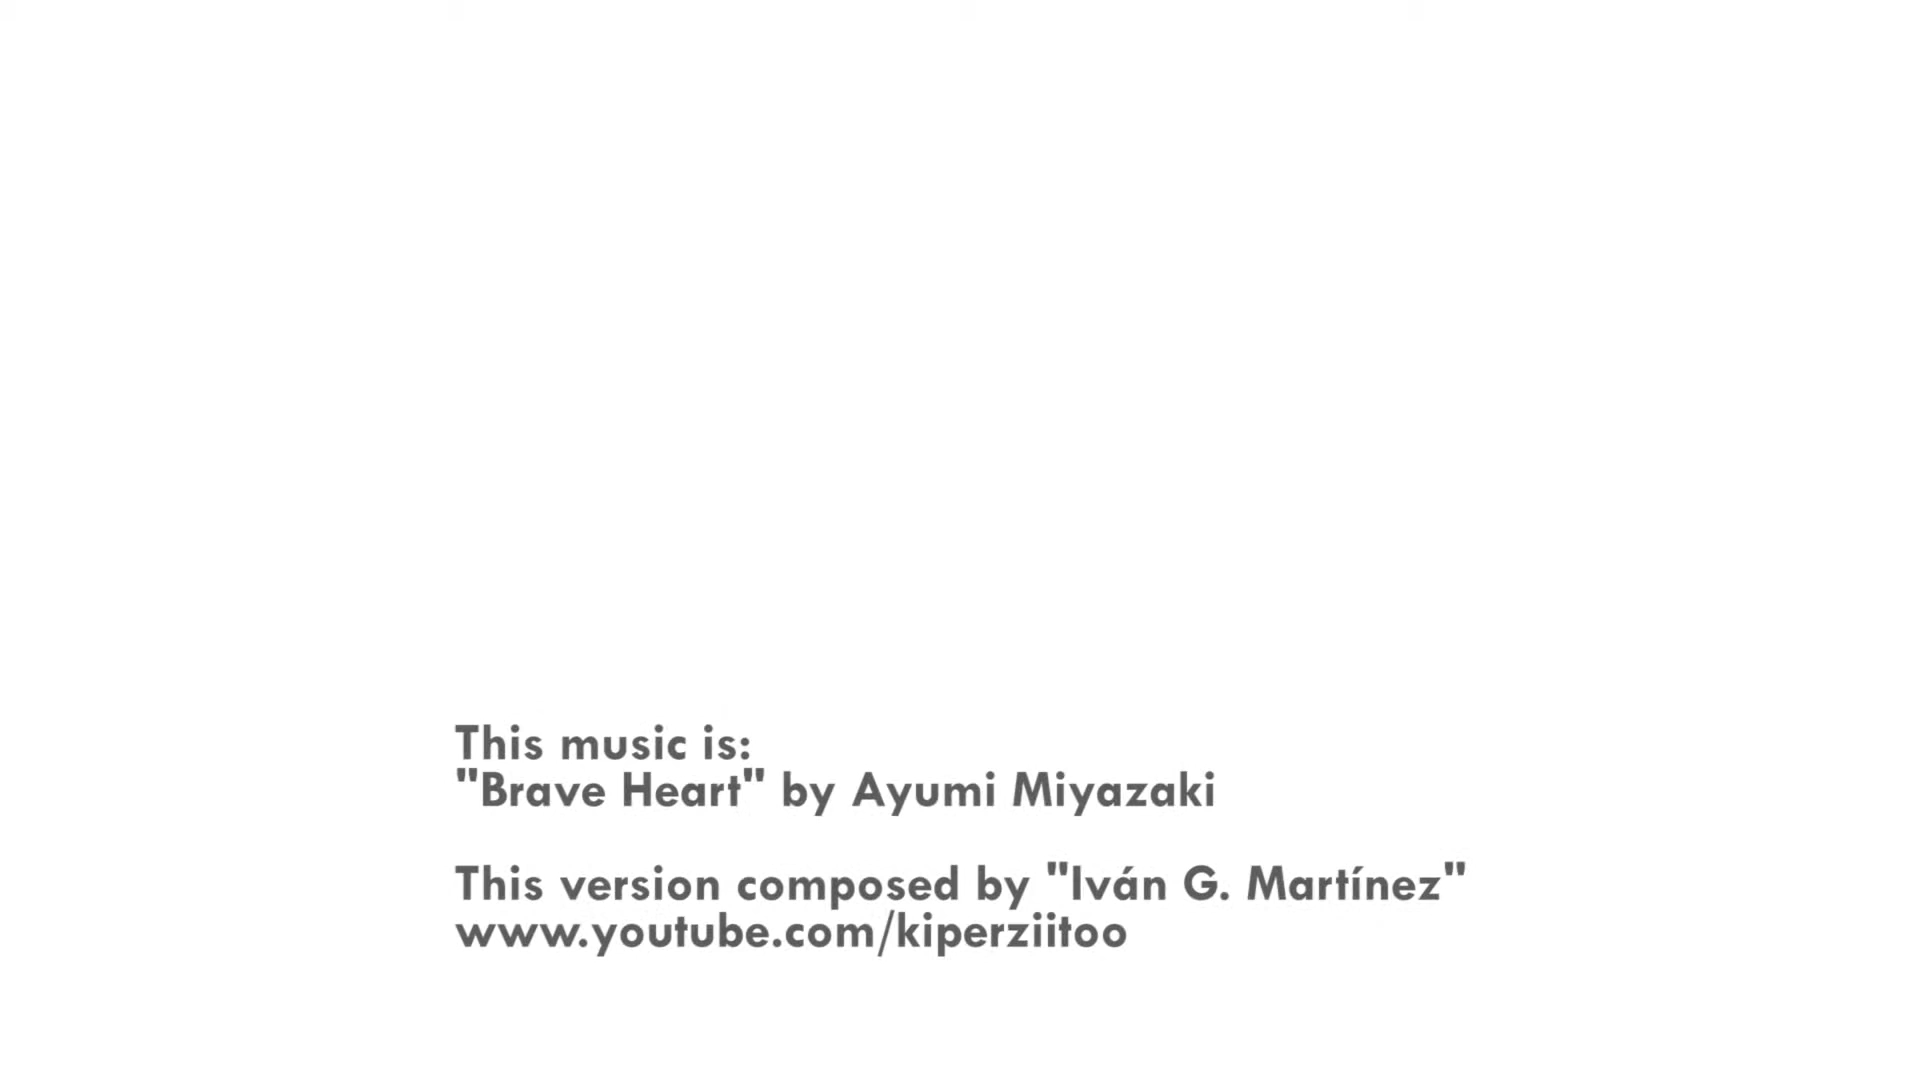 This music is:
"Brave Heart" by Ayumi Miyazaki
This version composed by "Iván G. Martínez"
www.youtube.com/kiperziitoo